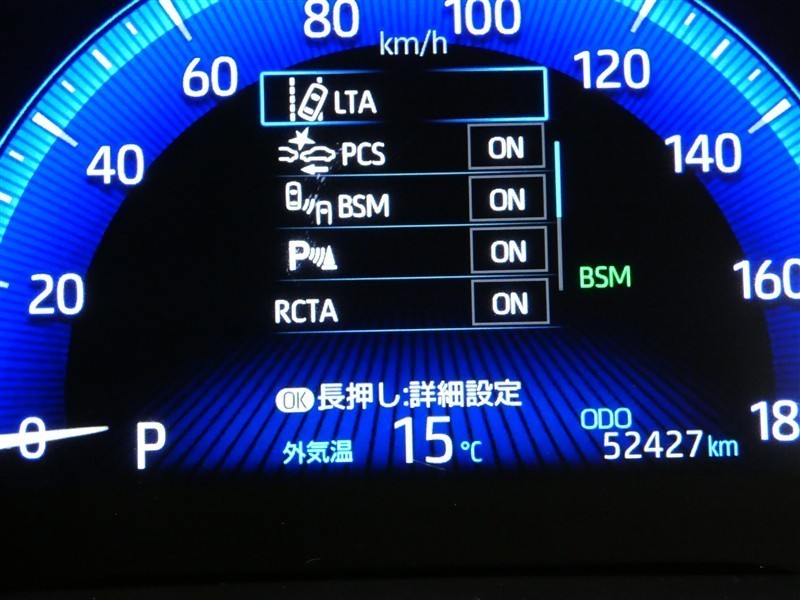 80
100
km/h
60
120
LTA
40
PCS ON
140
BSM ON
P ON
BSM
20
160
RCTA ON
OK 長押し:詳細設定
0
P
外気温 15℃
ODO
52427 km
18